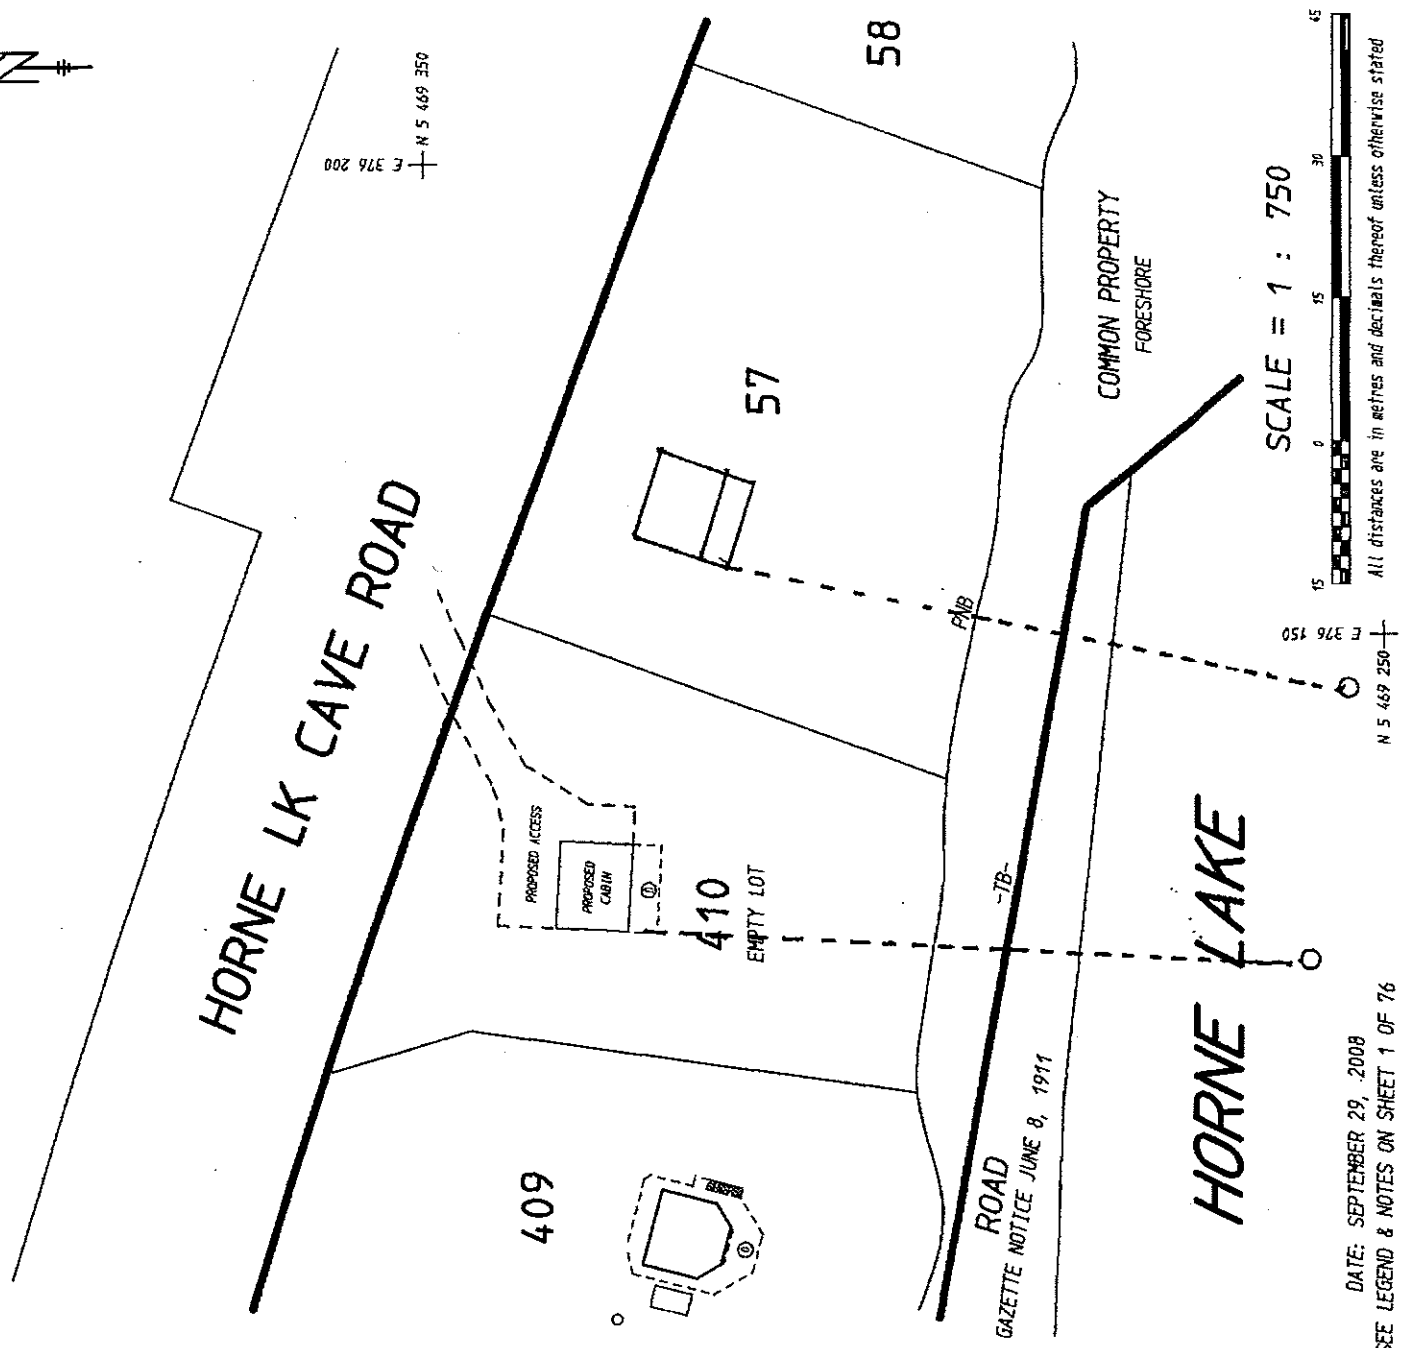 N
N 5 469 350
E 376 200
58
HORNE LK CAVE ROAD
57
COMMON PROPERTY
FORESHORE
SCALE = 1 : 750
15 0 15 30 45
All distances are in metres and decimals thereof unless otherwise stated
PROPOSED ACCESS
PROPOSED
CABIN
410
EMPTY LOT
PNB
-TB-
E 376 150
N 5 469 250
409
ROAD
GAZETTE NOTICE JUNE 8, 1911
HORNE LAKE
DATE: SEPTEMBER 29, 2008
SEE LEGEND & NOTES ON SHEET 1 OF 76